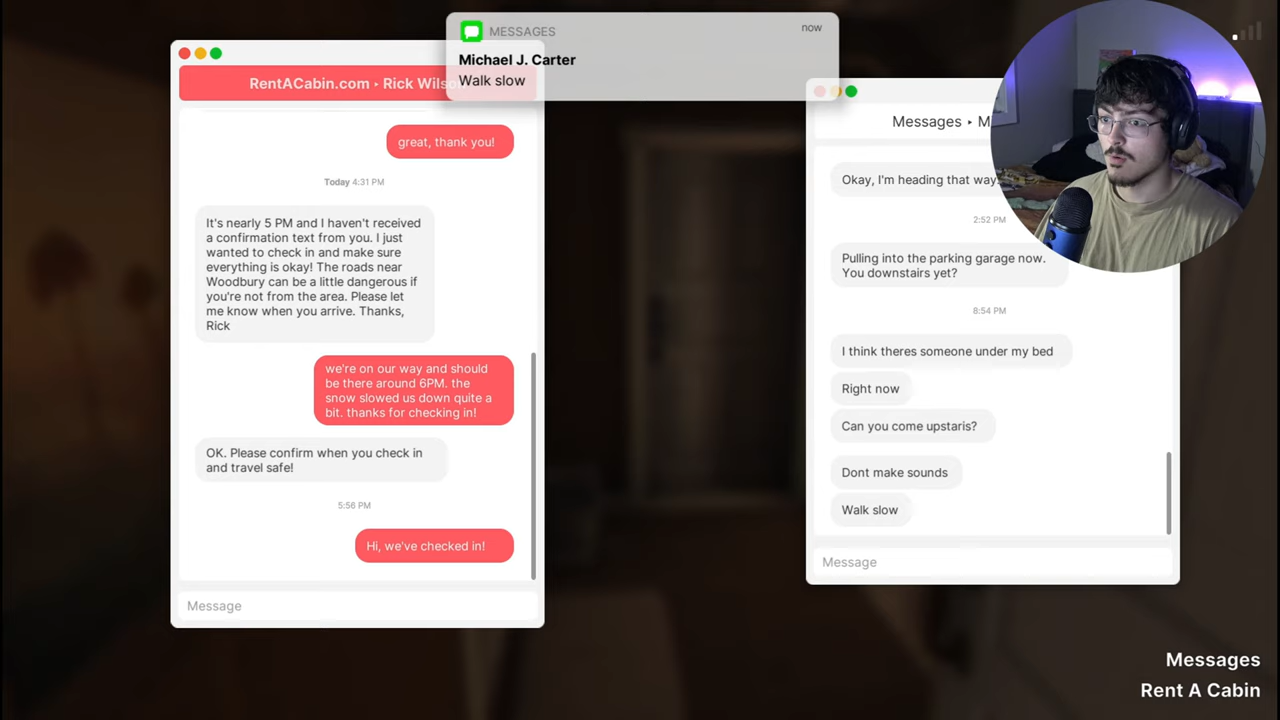 MESSAGES
now
Michael J. Carter
Walk slow
RentACabin.com ‣ Rick Wilso
great, thank you!
Today 4:31 PM
It's nearly 5 PM and I haven't received
a confirmation text from you. I just
wanted to check in and make sure
everything is okay! The roads near
Woodbury can be a little dangerous if
you're not from the area. Please let
me know when you arrive. Thanks,
Rick
we're on our way and should
be there around 6PM. the
snow slowed us down quite a
bit. thanks for checking in!
OK. Please confirm when you check in
and travel safe!
5:56 PM
Hi, we've checked in!
Message
Messages ‣ M
Okay, I'm heading that way.
2:52 PM
Pulling into the parking garage now.
You downstairs yet?
8:54 PM
I think theres someone under my bed
Right now
Can you come upstaris?
Dont make sounds
Walk slow
Message
Messages
Rent A Cabin